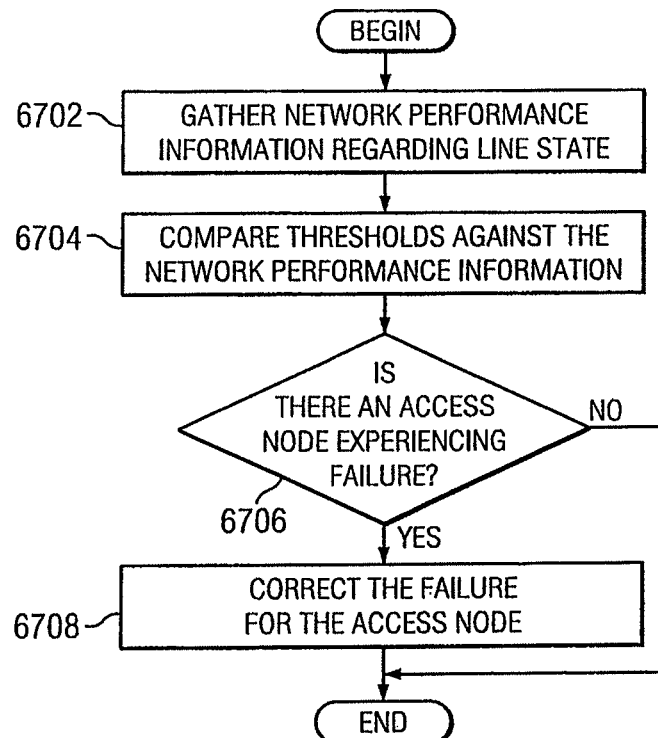 BEGIN
6702
GATHER NETWORK PERFORMANCE
INFORMATION REGARDING LINE STATE
6704
COMPARE THRESHOLDS AGAINST THE
NETWORK PERFORMANCE INFORMATION
IS
THERE AN ACCESS
NODE EXPERIENCING
FAILURE?
NO
6706
YES
6708
CORRECT THE FAILURE
FOR THE ACCESS NODE
END